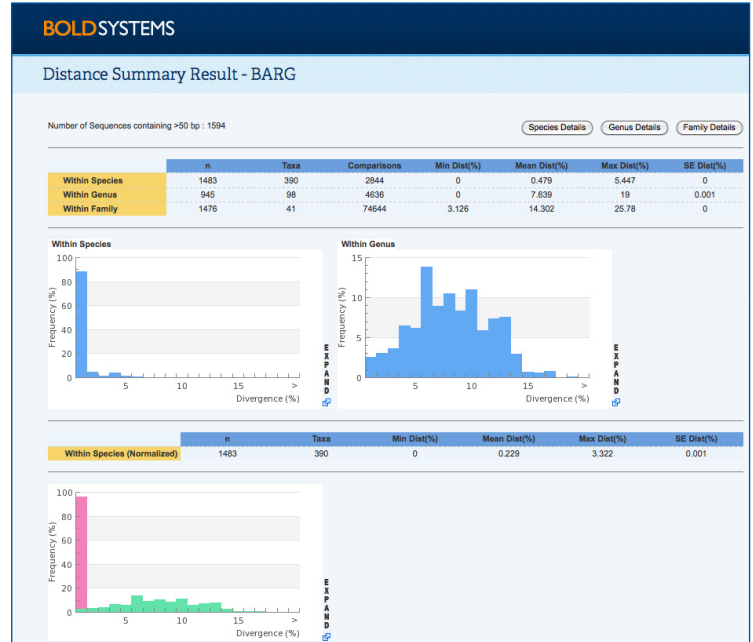 BOLDSYSTEMS
Distance Summary Result - BARG
Number of Sequences containing >50 bp : 1594
Species Details Genus Details Family Details
n Taxa Comparisons Min Dist(%) Mean Dist(%) Max Dist(%) SE Dist(%)
Within Species 1483 390 2844 0 0.479 5.447 0
Within Genus 945 98 4636 0 7.639 19 0.001
Within Family 1476 41 74644 3.126 14.302 25.78 0
Within Species
100
80
60
40
20
0
Frequency (%)
5 10 15 >
Divergence (%)
EXPAND
Within Genus
15
10
5
0
Frequency (%)
5 10 15 >
Divergence (%)
EXPAND
n Taxa Min Dist(%) Mean Dist(%) Max Dist(%) SE Dist(%)
Within Species (Normalized) 1483 390 0 0.229 3.322 0.001
100
80
60
40
20
0
Frequency (%)
5 10 15 >
Divergence (%)
EXPAND